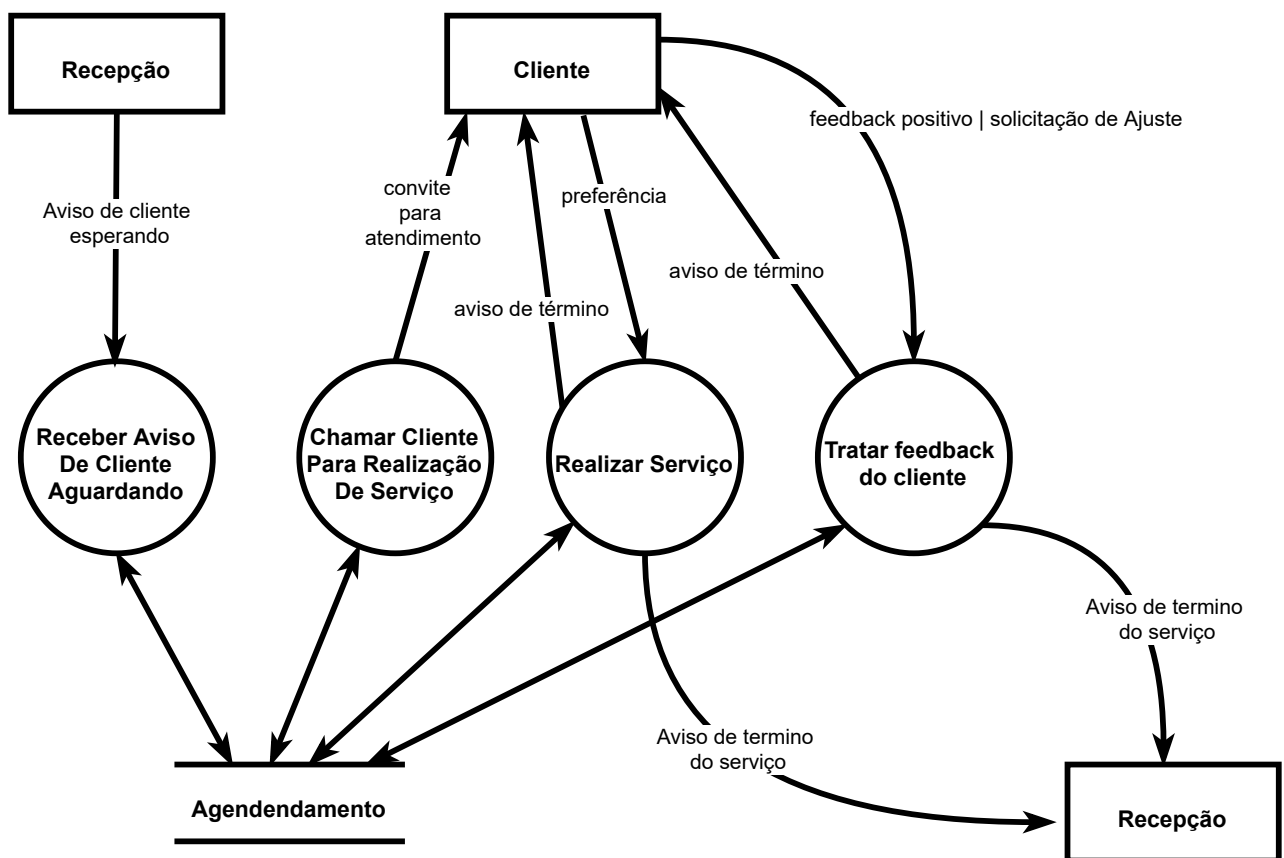 Recepção
Cliente
feedback positivo | solicitação de Ajuste
convite
para
atendimento
preferência
Aviso de cliente
esperando
aviso de término
aviso de término
Receber Aviso
De Cliente
Aguardando
Chamar Cliente
Para Realização
De Serviço
Realizar Serviço
Tratar feedback
do cliente
Aviso de termino
do serviço
Aviso de termino
do serviço
Agendendamento
Recepção